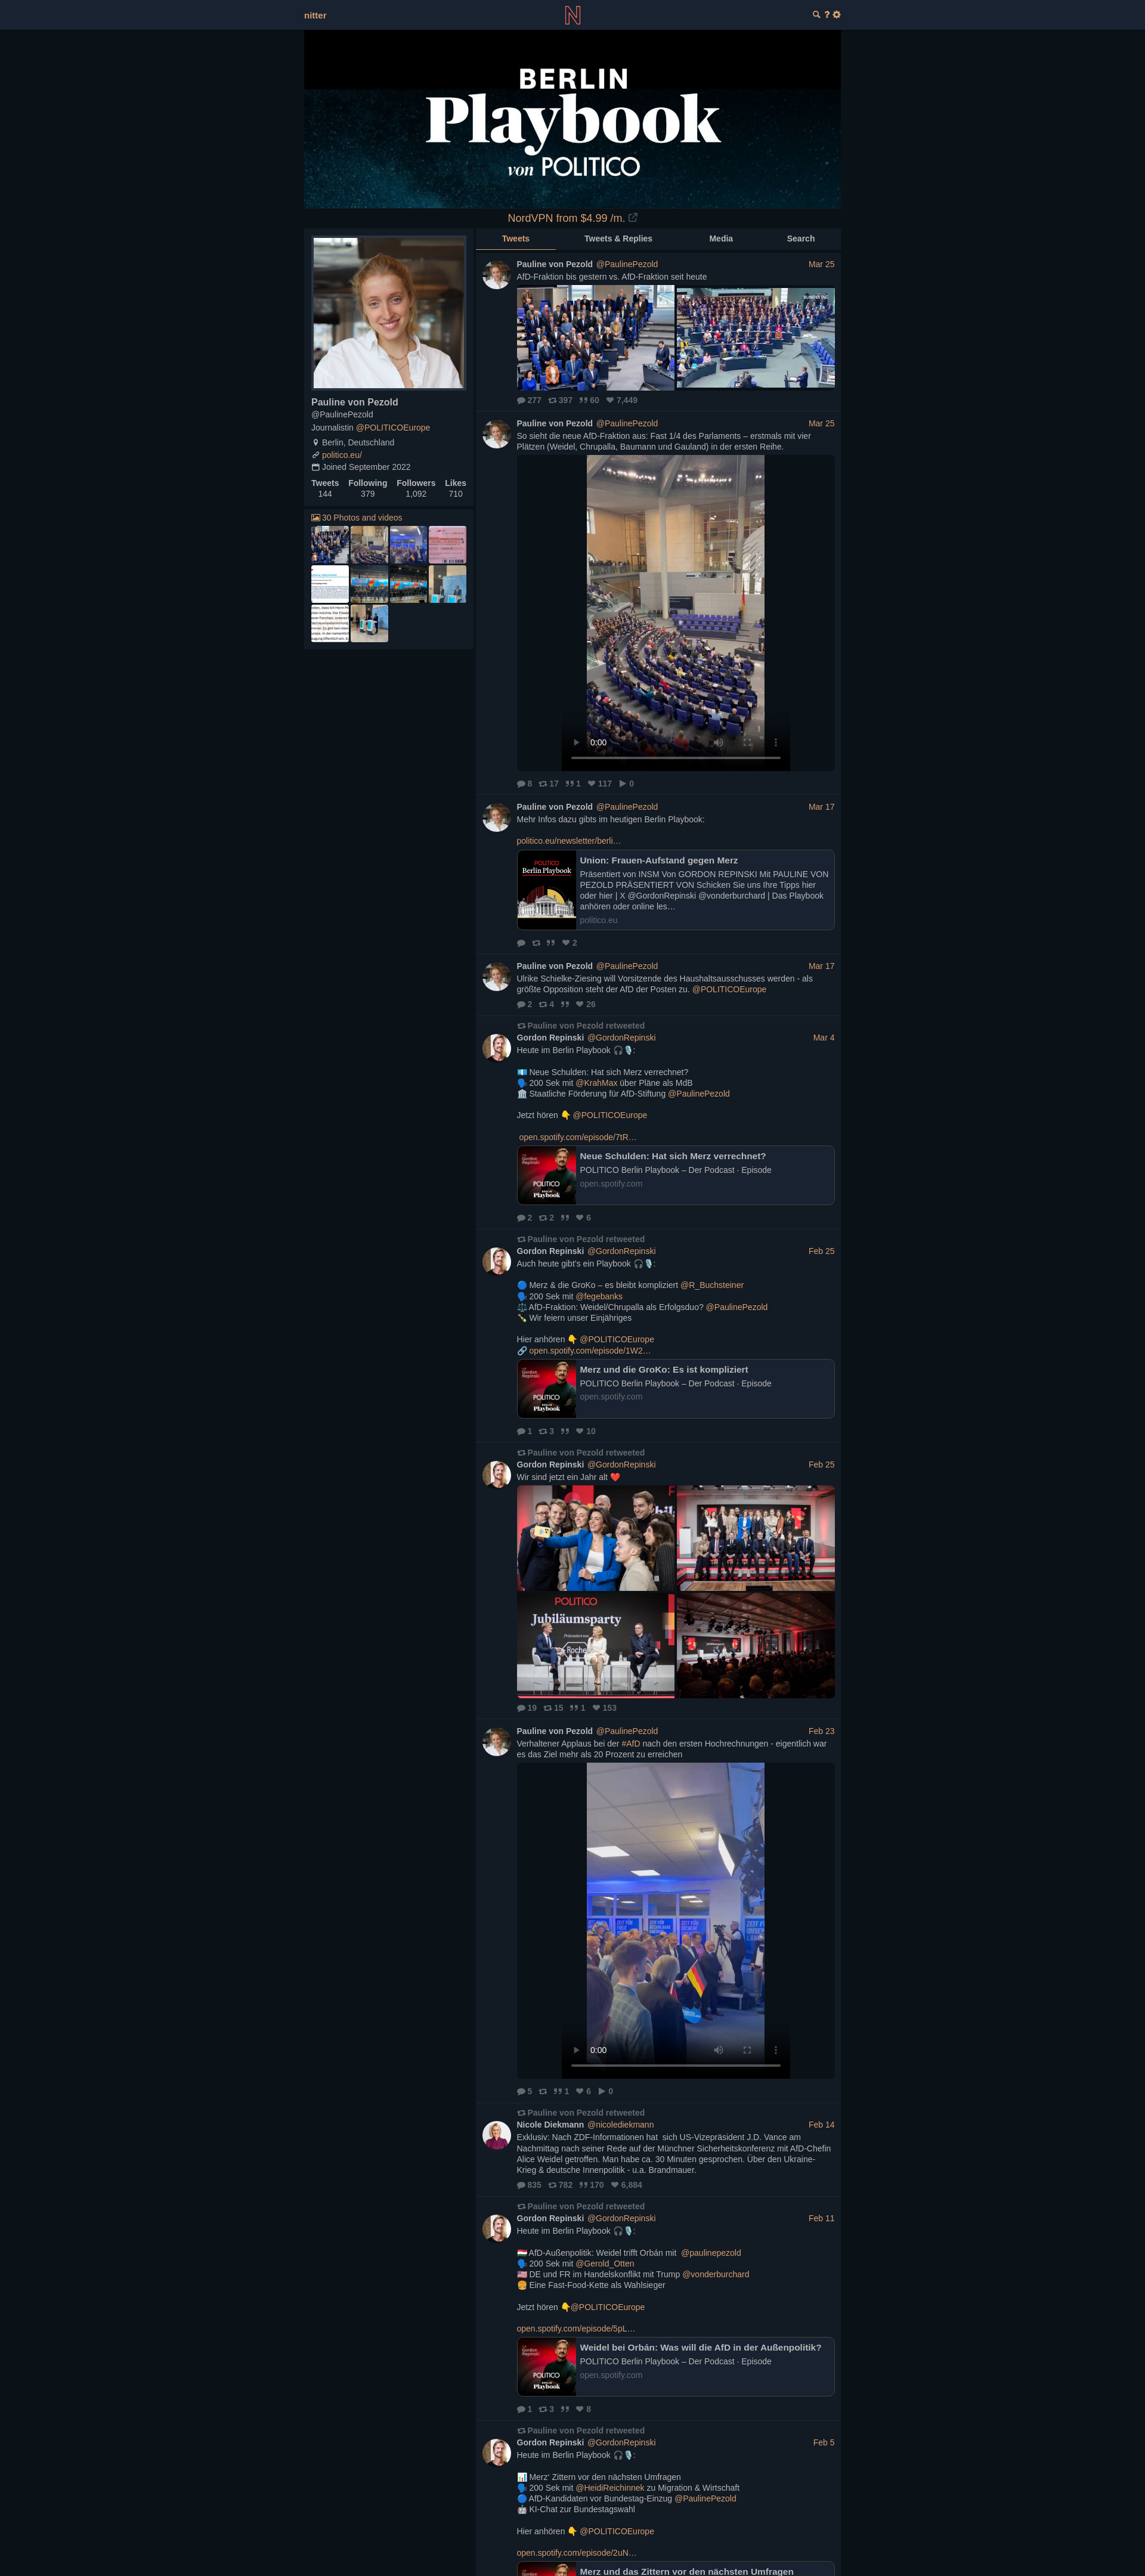 nitter
BERLIN
Playbook
von POLITICO
NordVPN from $4.99 /m.
Pauline von Pezold
@PaulinePezold
Journalistin @POLITICOEurope
Berlin, Deutschland
politico.eu/
Joined September 2022
Tweets Following Followers Likes
144 379 1,092 710
30 Photos and videos
Tweets Tweets & Replies Media Search
Pauline von Pezold @PaulinePezold Mar 25
AfD-Fraktion bis gestern vs. AfD-Fraktion seit heute
277 397 60 7,449
Pauline von Pezold @PaulinePezold Mar 25
So sieht die neue AfD-Fraktion aus: Fast 1/4 des Parlaments – erstmals mit vier
Plätzen (Weidel, Chrupalla, Baumann und Gauland) in der ersten Reihe.
0:00
8 17 1 117 0
Pauline von Pezold @PaulinePezold Mar 17
Mehr Infos dazu gibts im heutigen Berlin Playbook:
politico.eu/newsletter/berli…
POLITICO
Berlin Playbook
Union: Frauen-Aufstand gegen Merz
Präsentiert von INSM Von GORDON REPINSKI Mit PAULINE VON
PEZOLD PRÄSENTIERT VON Schicken Sie uns Ihre Tipps hier
oder hier | X @GordonRepinski @vonderburchard | Das Playbook
anhören oder online les…
politico.eu
2
Pauline von Pezold @PaulinePezold Mar 17
Ulrike Schielke-Ziesing will Vorsitzende des Haushaltsausschusses werden - als
größte Opposition steht der AfD der Posten zu. @POLITICOEurope
2 4 26
Pauline von Pezold retweeted
Gordon Repinski @GordonRepinski Mar 4
Heute im Berlin Playbook 🎧🎙️:
💶 Neue Schulden: Hat sich Merz verrechnet?
🗣️ 200 Sek mit @KrahMax über Pläne als MdB
🏛️ Staatliche Förderung für AfD-Stiftung @PaulinePezold
Jetzt hören 👇 @POLITICOEurope
open.spotify.com/episode/7tR…
Gordon Repinski
POLITICO
BERLIN
Playbook
Neue Schulden: Hat sich Merz verrechnet?
POLITICO Berlin Playbook – Der Podcast · Episode
open.spotify.com
2 2 6
Pauline von Pezold retweeted
Gordon Repinski @GordonRepinski Feb 25
Auch heute gibt's ein Playbook 🎧🎙️:
🔵 Merz & die GroKo – es bleibt kompliziert @R_Buchsteiner
🗣️ 200 Sek mit @fegebanks
⚖️ AfD-Fraktion: Weidel/Chrupalla als Erfolgsduo? @PaulinePezold
🍾 Wir feiern unser Einjähriges
Hier anhören 👇 @POLITICOEurope
🔗 open.spotify.com/episode/1W2…
Gordon Repinski
POLITICO
BERLIN
Playbook
Merz und die GroKo: Es ist kompliziert
POLITICO Berlin Playbook – Der Podcast · Episode
open.spotify.com
1 3 10
Pauline von Pezold retweeted
Gordon Repinski @GordonRepinski Feb 25
Wir sind jetzt ein Jahr alt ❤️
POLITICO
Jubiläumsparty
Roche
19 15 1 153
Pauline von Pezold @PaulinePezold Feb 23
Verhaltener Applaus bei der #AfD nach den ersten Hochrechnungen - eigentlich war
es das Ziel mehr als 20 Prozent zu erreichen
0:00
5 1 6 0
Pauline von Pezold retweeted
Nicole Diekmann @nicolediekmann Feb 14
Exklusiv: Nach ZDF-Informationen hat sich US-Vizepräsident J.D. Vance am
Nachmittag nach seiner Rede auf der Münchner Sicherheitskonferenz mit AfD-Chefin
Alice Weidel getroffen. Man habe ca. 30 Minuten gesprochen. Über den Ukraine-
Krieg & deutsche Innenpolitik - u.a. Brandmauer.
835 782 170 6,884
Pauline von Pezold retweeted
Gordon Repinski @GordonRepinski Feb 11
Heute im Berlin Playbook 🎧🎙️:
🇭🇺 AfD-Außenpolitik: Weidel trifft Orbán mit @paulinepezold
🗣️ 200 Sek mit @Gerold_Otten
🇺🇸 DE und FR im Handelskonflikt mit Trump @vonderburchard
🍔 Eine Fast-Food-Kette als Wahlsieger
Jetzt hören 👇@POLITICOEurope
open.spotify.com/episode/5pL…
Gordon Repinski
POLITICO
BERLIN
Playbook
Weidel bei Orbán: Was will die AfD in der Außenpolitik?
POLITICO Berlin Playbook – Der Podcast · Episode
open.spotify.com
1 3 8
Pauline von Pezold retweeted
Gordon Repinski @GordonRepinski Feb 5
Heute im Berlin Playbook 🎧🎙️:
📊 Merz' Zittern vor den nächsten Umfragen
🗣️ 200 Sek mit @HeidiReichinnek zu Migration & Wirtschaft
🔵 AfD-Kandidaten vor Bundestag-Einzug @PaulinePezold
🤖 KI-Chat zur Bundestagswahl
Hier anhören 👇 @POLITICOEurope
open.spotify.com/episode/2uN…
Merz und das Zittern vor den nächsten Umfragen